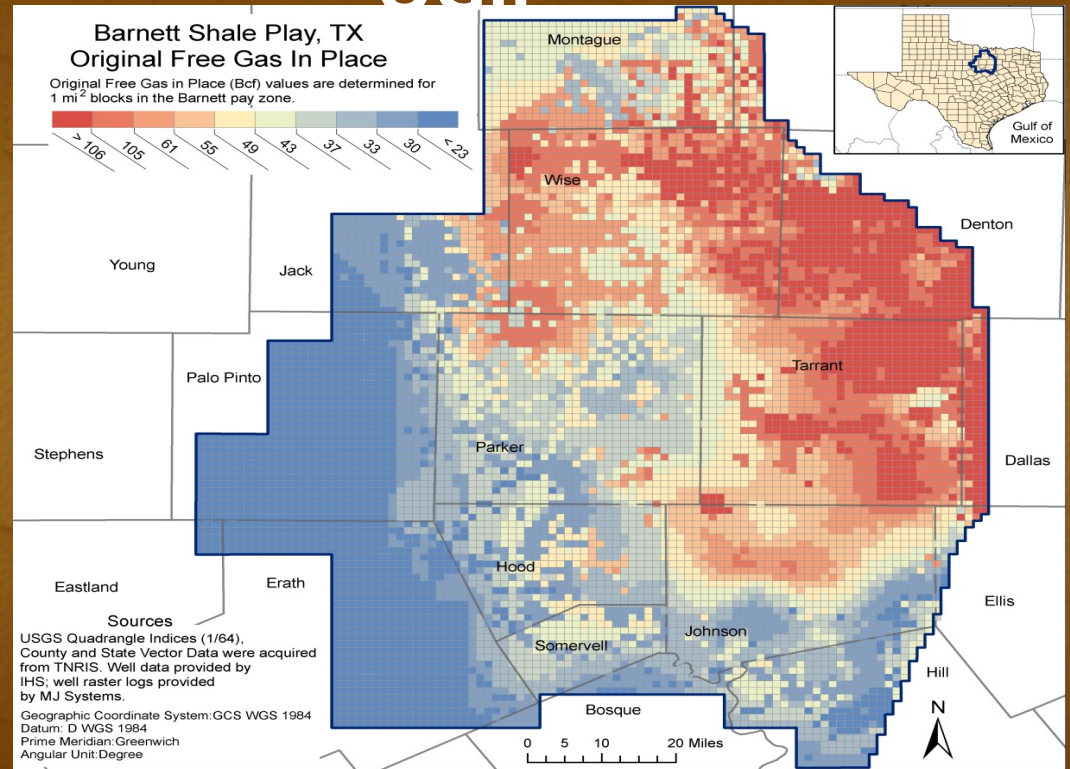 Barnett Shale Play, TX
Original Free Gas In Place
Original Free Gas in Place (Bcf) values are determined for
1 mi² blocks in the Barnett pay zone.
> 106 105 61 55 49 43 37 33 30 < 23
Gulf of
Mexico
Montague
Wise
Denton
Young
Jack
Palo Pinto
Tarrant
Stephens
Parker
Dallas
Eastland
Erath
Hood
Ellis
Johnson
Somervell
Hill
Bosque
Sources
USGS Quadrangle Indices (1/64),
County and State Vector Data were acquired
from TNRIS. Well data provided by
IHS; well raster logs provided
by MJ Systems.
Geographic Coordinate System:GCS WGS 1984
Datum: D WGS 1984
Prime Meridian:Greenwich
Angular Unit:Degree
0 5 10 20 Miles
N